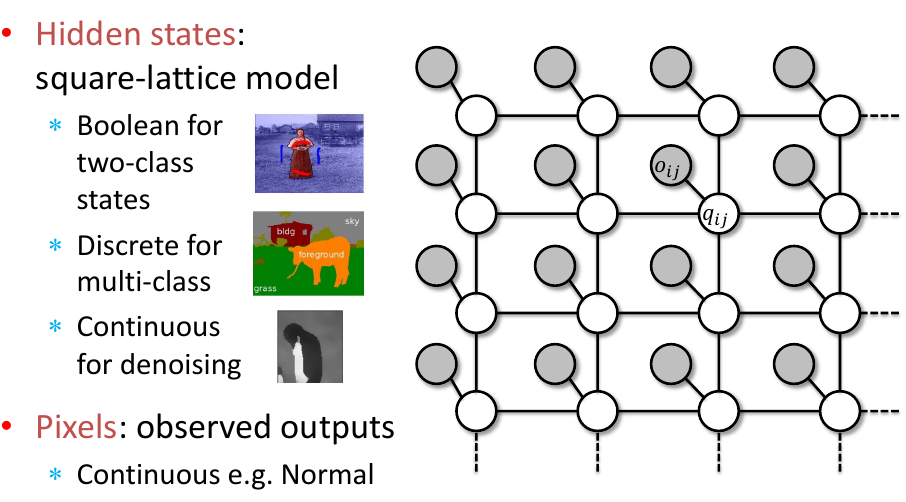 • Hidden states:
square-lattice model
* Boolean for
two-class
states
* Discrete for
multi-class
* Continuous
for denoising
• Pixels: observed outputs
* Continuous e.g. Normal
sky
bldg
foreground
grass
o_{ij}
q_{ij}